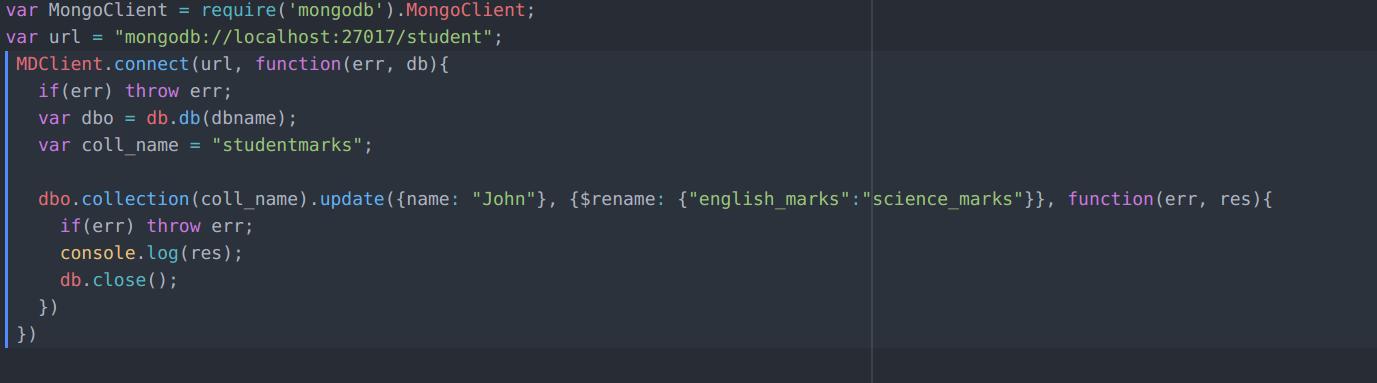 var MongoClient = require('mongodb').MongoClient;
var url = "mongodb://localhost:27017/student";
MDClient.connect(url, function(err, db){
if(err) throw err;
var dbo = db.db(dbname);
var coll_name = "studentmarks";
dbo.collection(coll_name).update({name: "John"}, {$rename: {"english_marks":"science_marks"}}, function(err, res){
if(err) throw err;
console.log(res);
db.close();
})
})